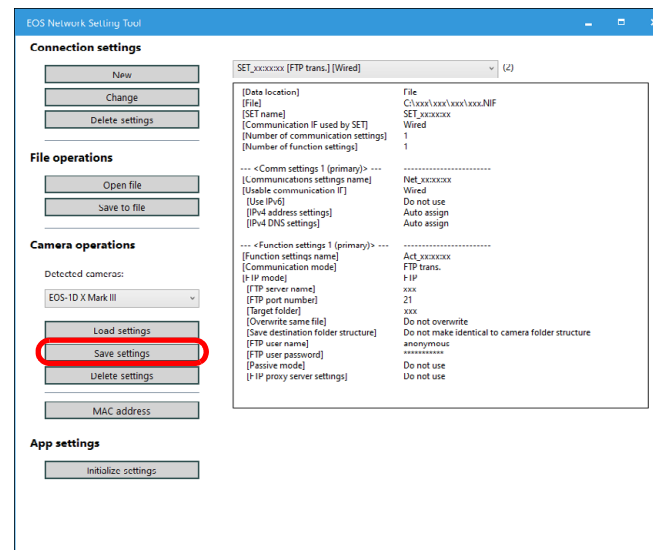 EOS Network Setting Tool
Connection settings
New
Change
Delete settings
File operations
Open file
Save to file
Camera operations
Detected cameras:
EOS-1D X Mark III
Load settings
Save settings
Delete settings
MAC address
App settings
Initialize settings
SET_xx:xx:xx [FTP trans.] [Wired] (2)
[Data location] File
[File] C:\xxx\xxx\xxx\xxx.NIF
[SET name] SET_xx:xx:xx
[Communication IF used by SET] Wired
[Number of communication settings] 1
[Number of function settings] 1
--- <Comm settings 1 (primary)> --- ------------------------
[Communications settings name] Net_xx:xx:xx
[Usable communication IF] Wired
[Use IPv6] Do not use
[IPv4 address settings] Auto assign
[IPv4 DNS settings] Auto assign
--- <Function settings 1 (primary)> --- ------------------------
[Function settings name] Act_xx:xx:xx
[Communication mode] FTP trans.
[FTP mode] FTP
[FTP server name] xxx
[FTP port number] 21
[Target folder] xxx
[Overwrite same file] Do not overwrite
[Save destination folder structure] Do not make identical to camera folder structure
[FTP user name] anonymous
[FTP user password] ***********
[Passive mode] Do not use
[FTP proxy server settings] Do not use